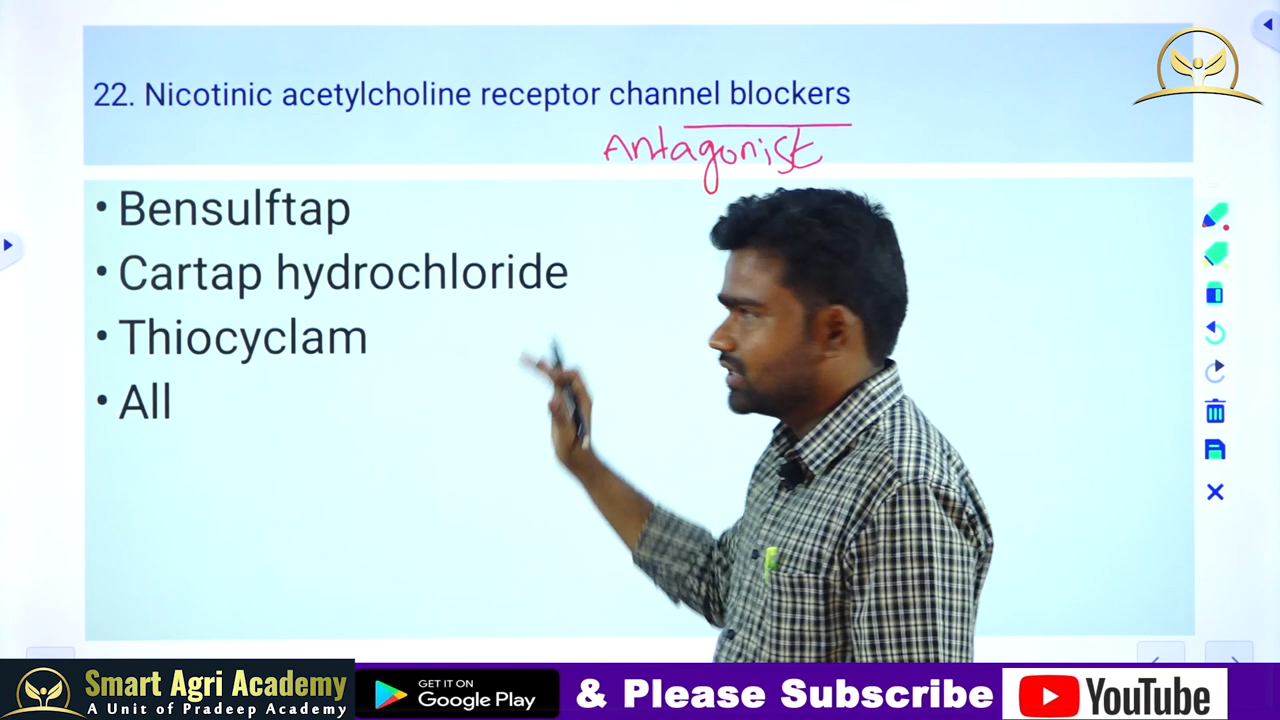 22. Nicotinic acetylcholine receptor channel blockers
Antagonist
• Bensulftap
• Cartap hydrochloride
• Thiocyclam
• All
Smart Agri Academy
A Unit of Pradeep Academy
GET IT ON
Google Play
& Please Subscribe
YouTube